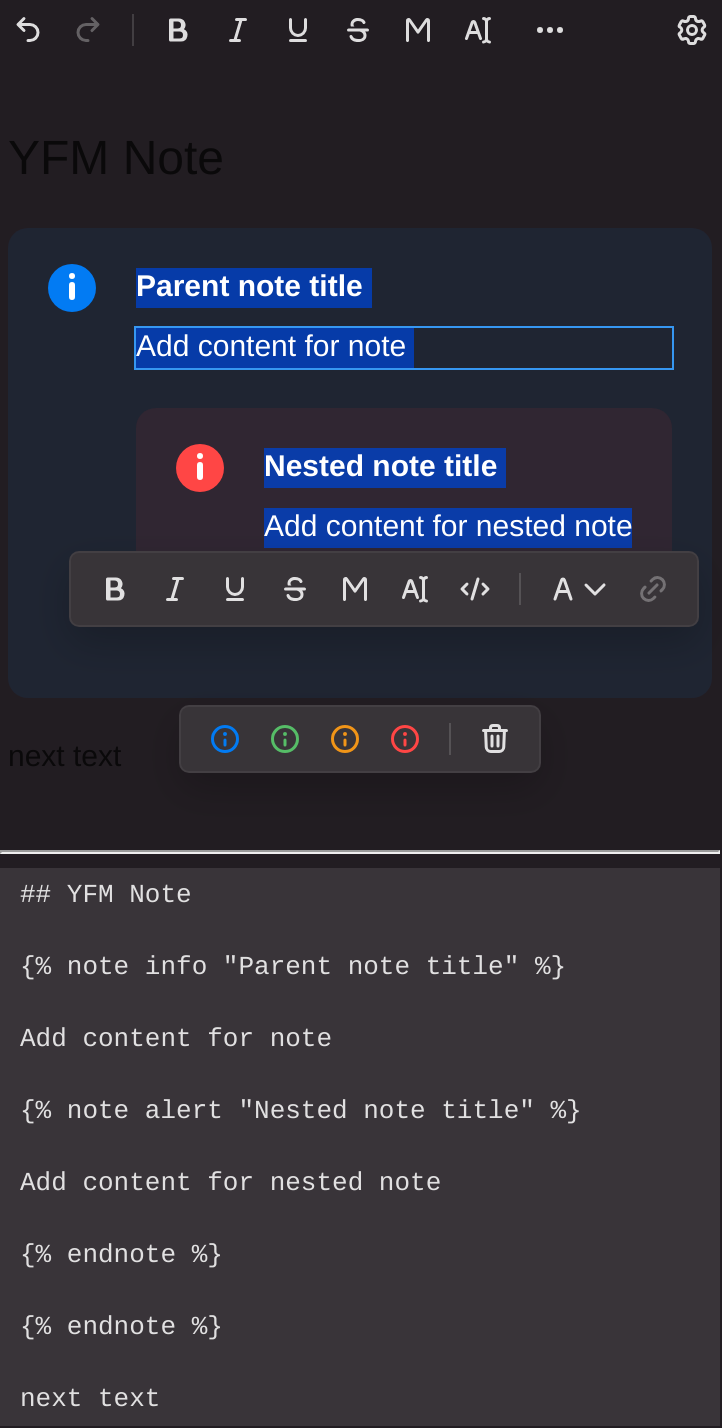 YFM Note
Parent note title
Add content for note
Nested note title
Add content for nested note
next text
## YFM Note
{% note info "Parent note title" %}
Add content for note
{% note alert "Nested note title" %}
Add content for nested note
{% endnote %}
{% endnote %}
next text